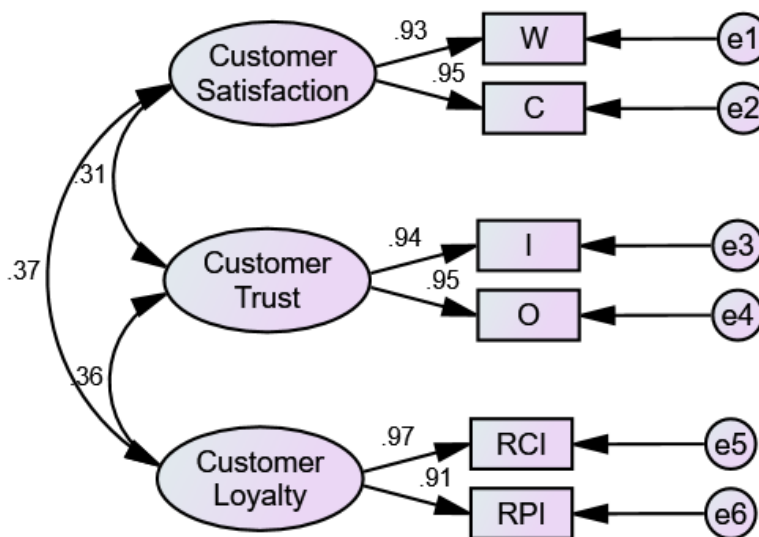 .93
W
e1
Customer
Satisfaction
.95
C
e2
.31
.94
I
e3
.37
Customer
Trust
.95
O
e4
.36
.97
RCI
e5
Customer
Loyalty
.91
RPI
e6